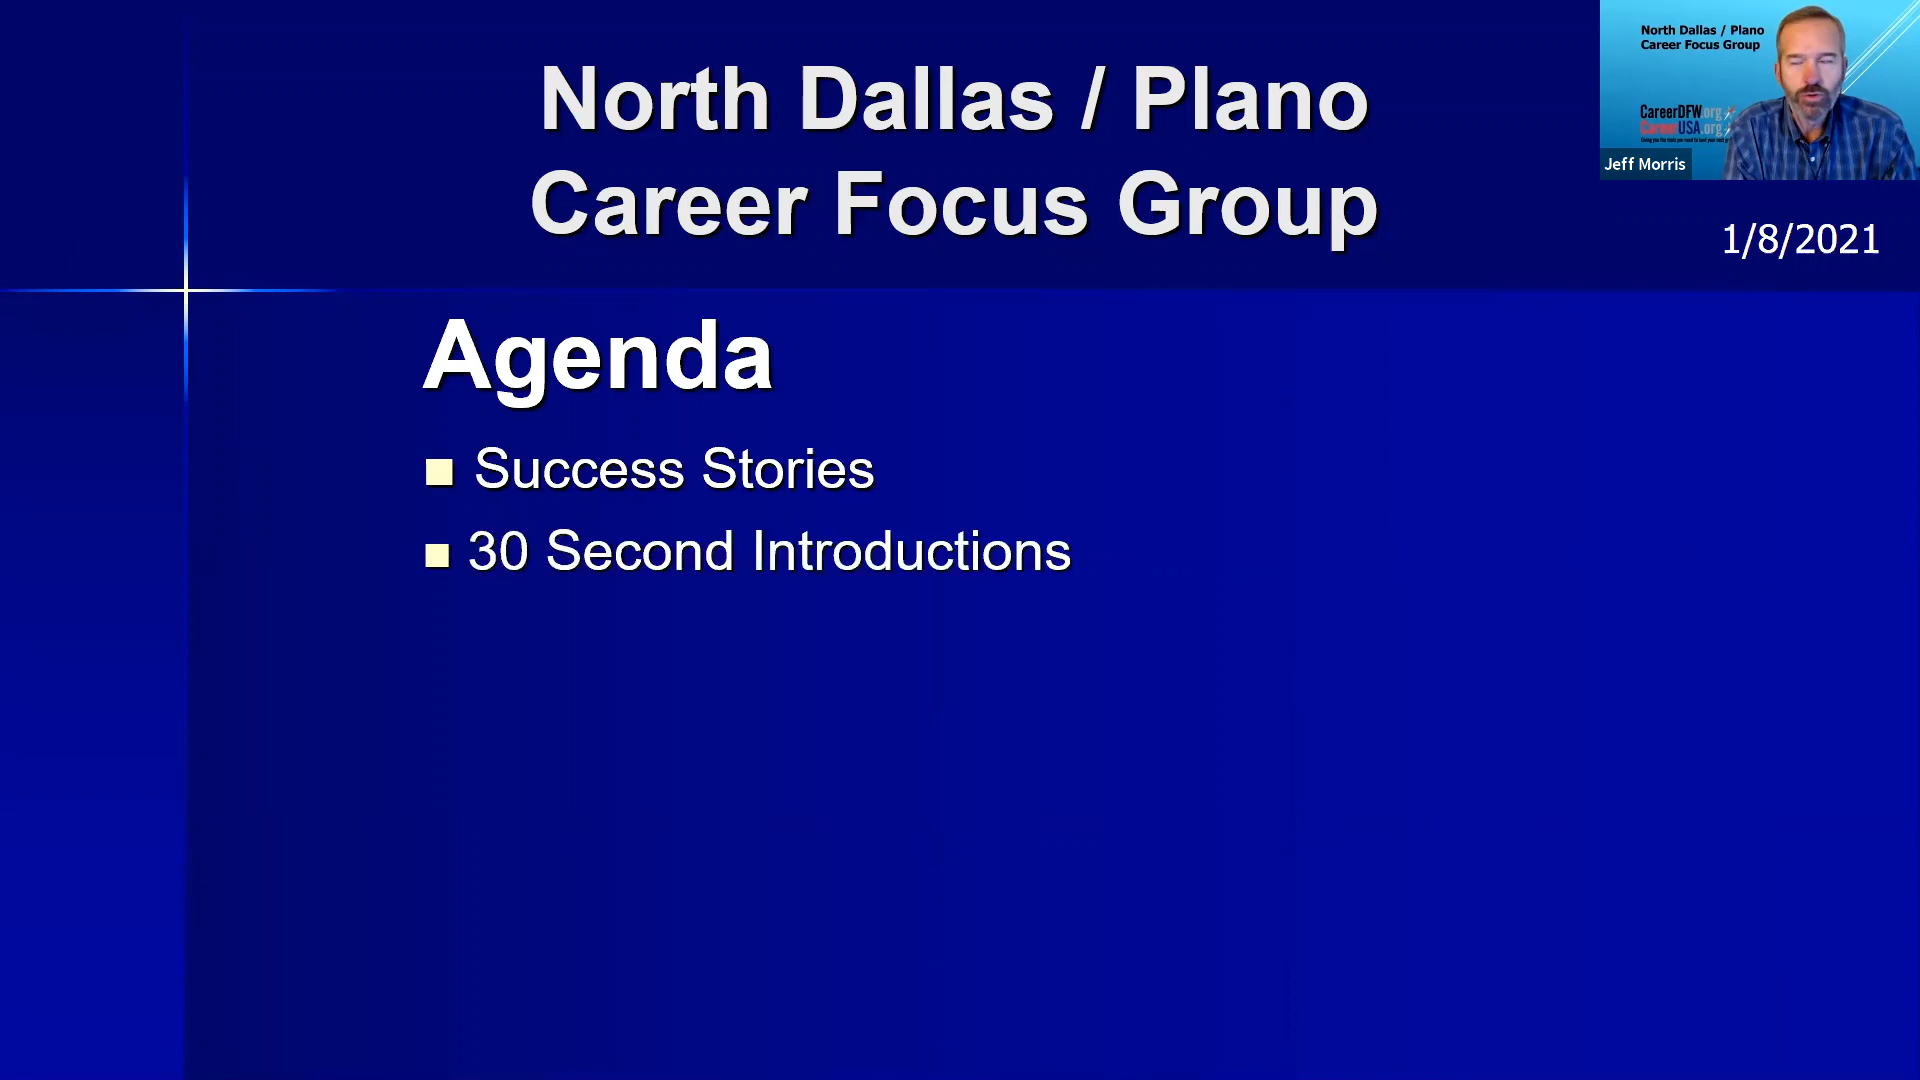 North Dallas / Plano
Career Focus Group
North Dallas / Plano
Career Focus Group
CareerDFW.org
CareerUSA.org
Jeff Morris
1/8/2021
Agenda
Success Stories
30 Second Introductions